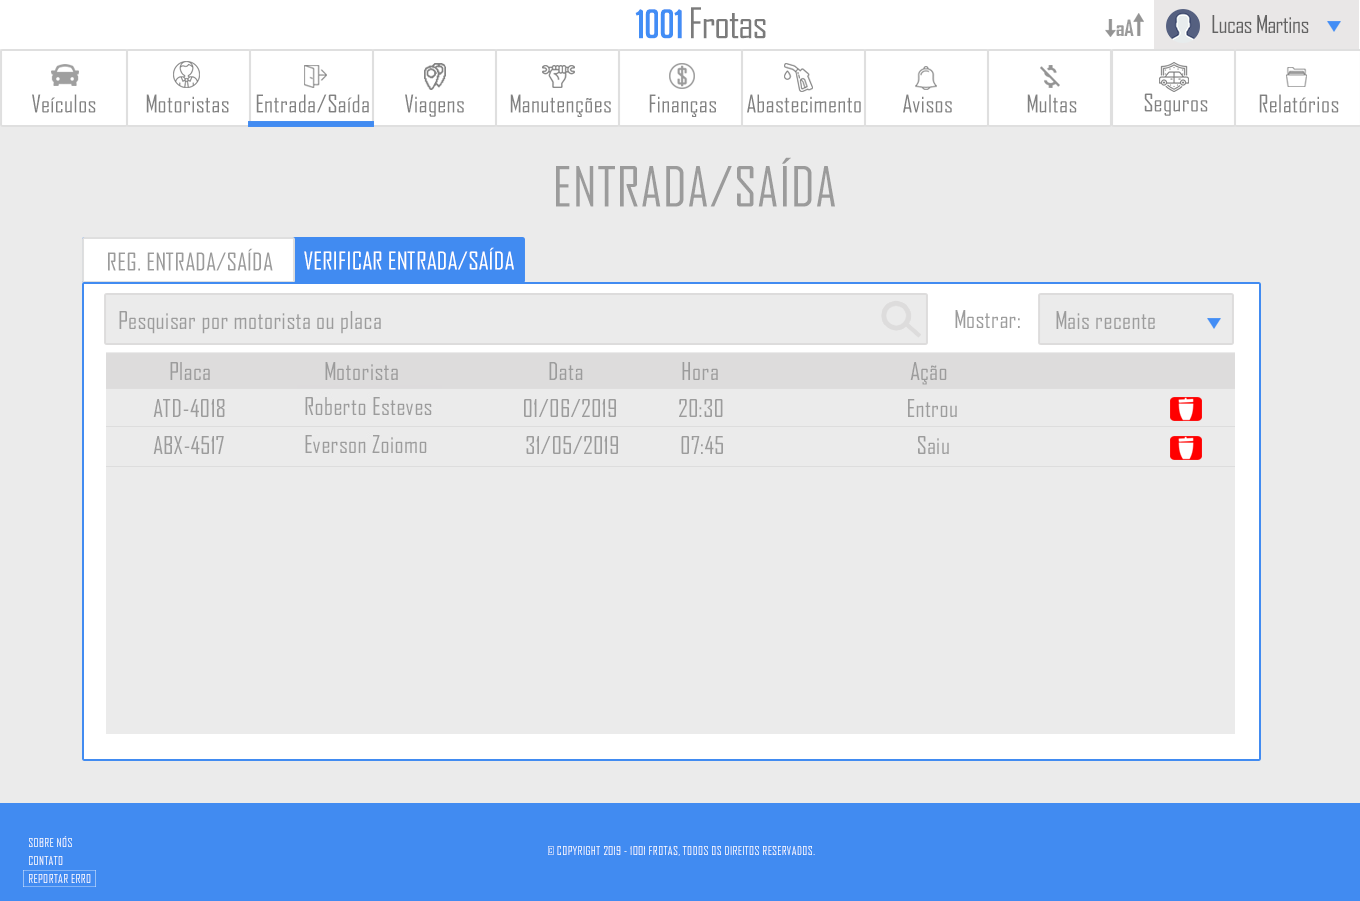 1001 Frotas
aA
Lucas Martins
Veículos
Motoristas
Entrada/Saída
Viagens
Manutenções
Finanças
Abastecimento
Avisos
Multas
Seguros
Relatórios
ENTRADA/SAÍDA
REG. ENTRADA/SAÍDA
VERIFICAR ENTRADA/SAÍDA
Pesquisar por motorista ou placa
Mostrar:
Mais recente
Placa Motorista Data Hora Ação
ATD-4018 Roberto Esteves 01/06/2019 20:30 Entrou
ABX-4517 Everson Zoiomo 31/05/2019 07:45 Saiu
SOBRE NÓS
CONTATO
REPORTAR ERRO
© COPYRIGHT 2019 - 1001 FROTAS, TODOS OS DIREITOS RESERVADOS.